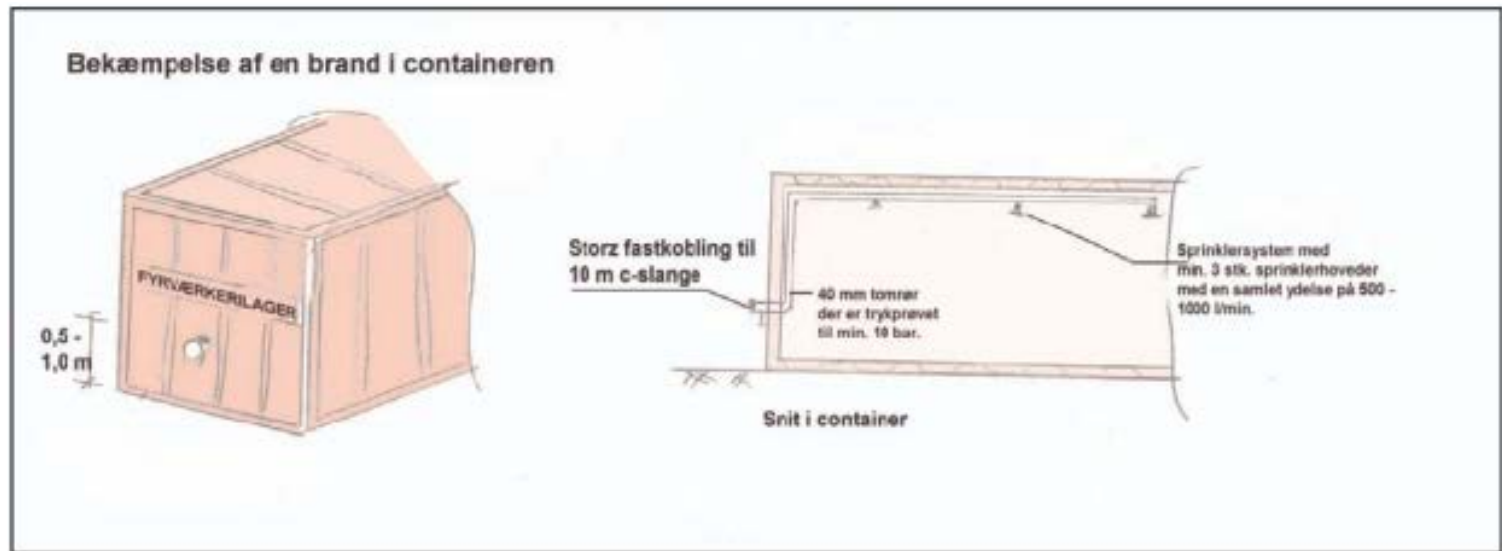 Bekæmpelse af en brand i containeren
FYRVÆRKERILAGER
0,5 -
1,0 m
Storz fastkobling til
10 m c-slange
40 mm tomrør
der er trykprøvet
til min. 10 bar.
Sprinklersystem med
min. 3 stk. sprinklerhoveder
med en samlet ydelse på 500 -
1000 l/min.
Snit i container